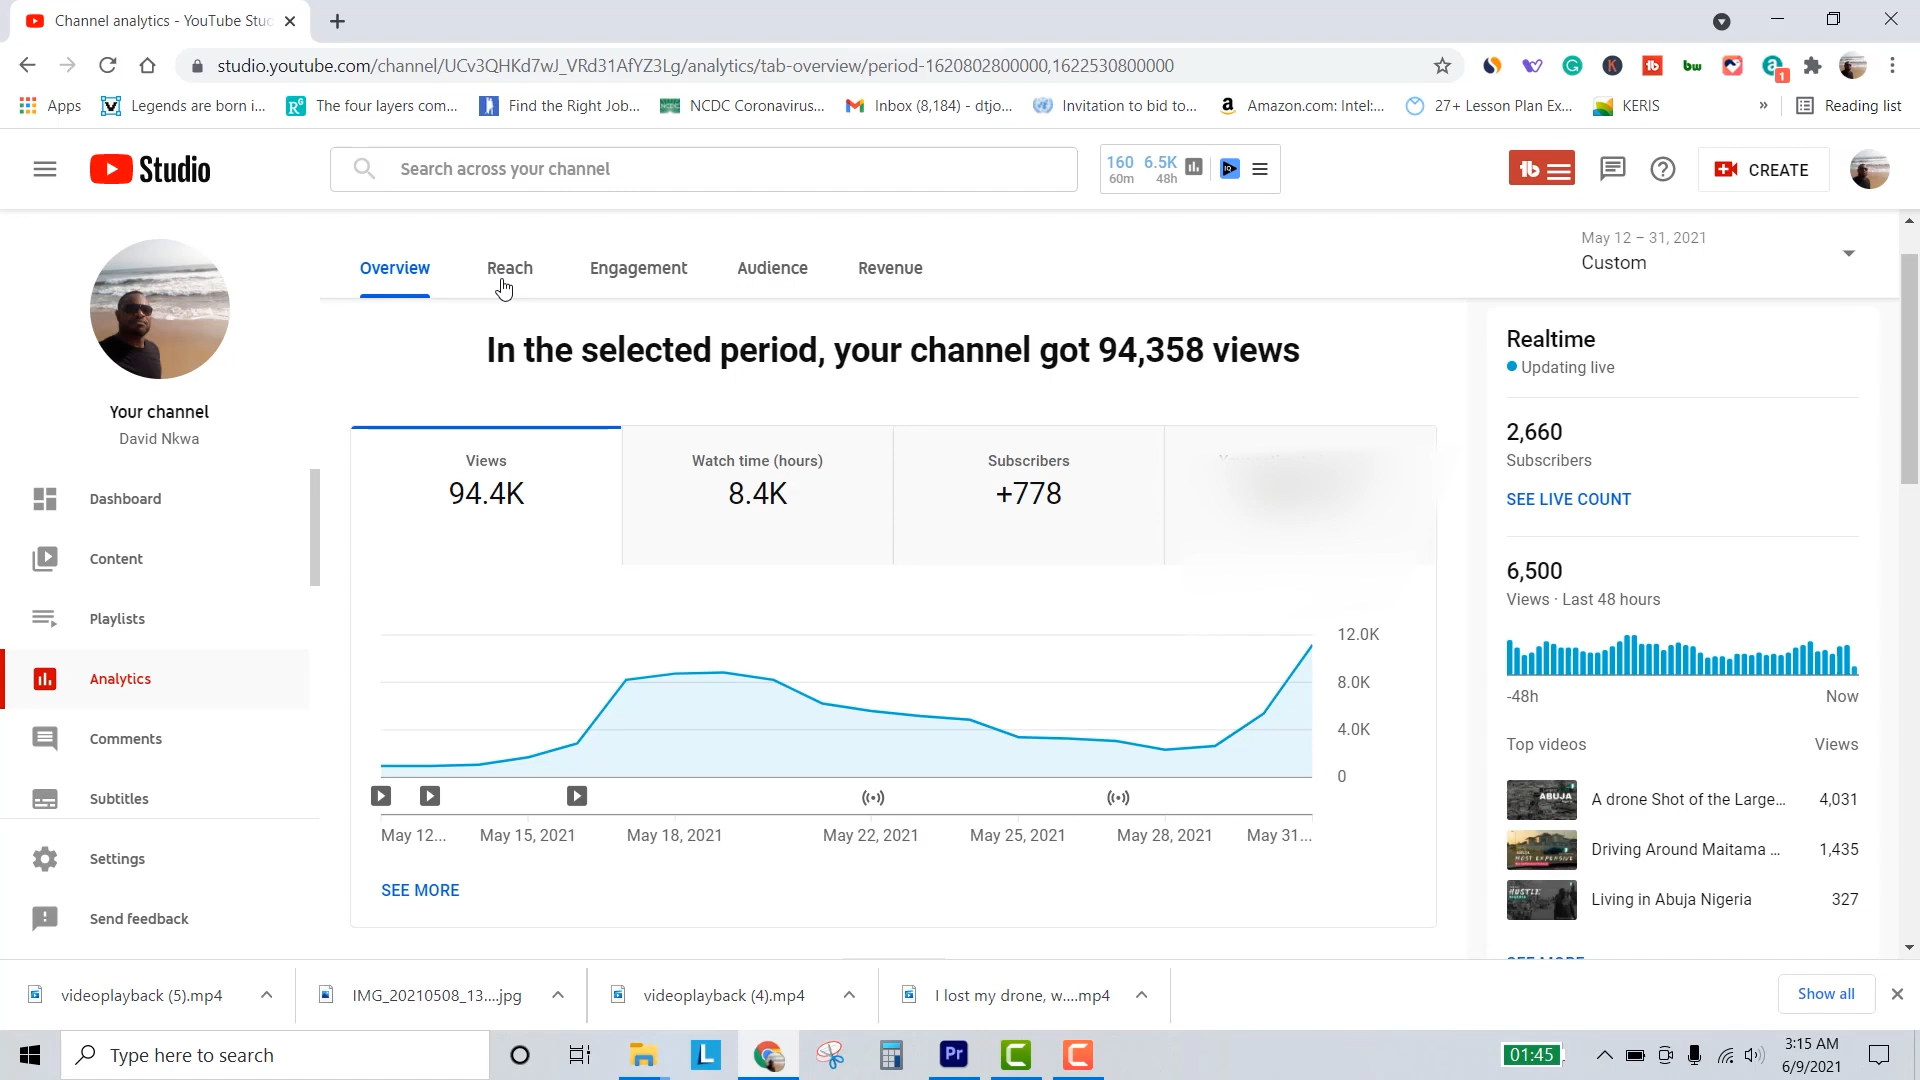 Channel analytics - YouTube Stud
studio.youtube.com/channel/UCv3QHKd7wJ_VRd31AfYZ3Lg/analytics/tab-overview/period-1620802800000,1622530800000
Apps
Legends are born i...
The four layers com...
Find the Right Job...
NCDC Coronavirus...
Inbox (8,184) - dtjo...
Invitation to bid to...
Amazon.com: Intel:...
27+ Lesson Plan Ex...
KERIS
»
Reading list
Studio
Search across your channel
160 6.5K
60m 48h
CREATE
Your channel
David Nkwa
Dashboard
Content
Playlists
Analytics
Comments
Subtitles
Settings
Send feedback
Overview
Reach
Engagement
Audience
Revenue
May 12 – 31, 2021
Custom
In the selected period, your channel got 94,358 views
Views
94.4K
Watch time (hours)
8.4K
Subscribers
+778
12.0K
8.0K
4.0K
0
May 12...
May 15, 2021
May 18, 2021
May 22, 2021
May 25, 2021
May 28, 2021
May 31...
SEE MORE
Realtime
Updating live
2,660
Subscribers
SEE LIVE COUNT
6,500
Views · Last 48 hours
-48h
Now
Top videos
Views
ABUJA
A drone Shot of the Large...
4,031
MOST EXPENSIVE
Driving Around Maitama ...
1,435
HUSTLE
Living in Abuja Nigeria
327
SEE MORE
videoplayback (5).mp4
IMG_20210508_13....jpg
videoplayback (4).mp4
I lost my drone, w....mp4
Show all
Type here to search
01:45
3:15 AM
6/9/2021